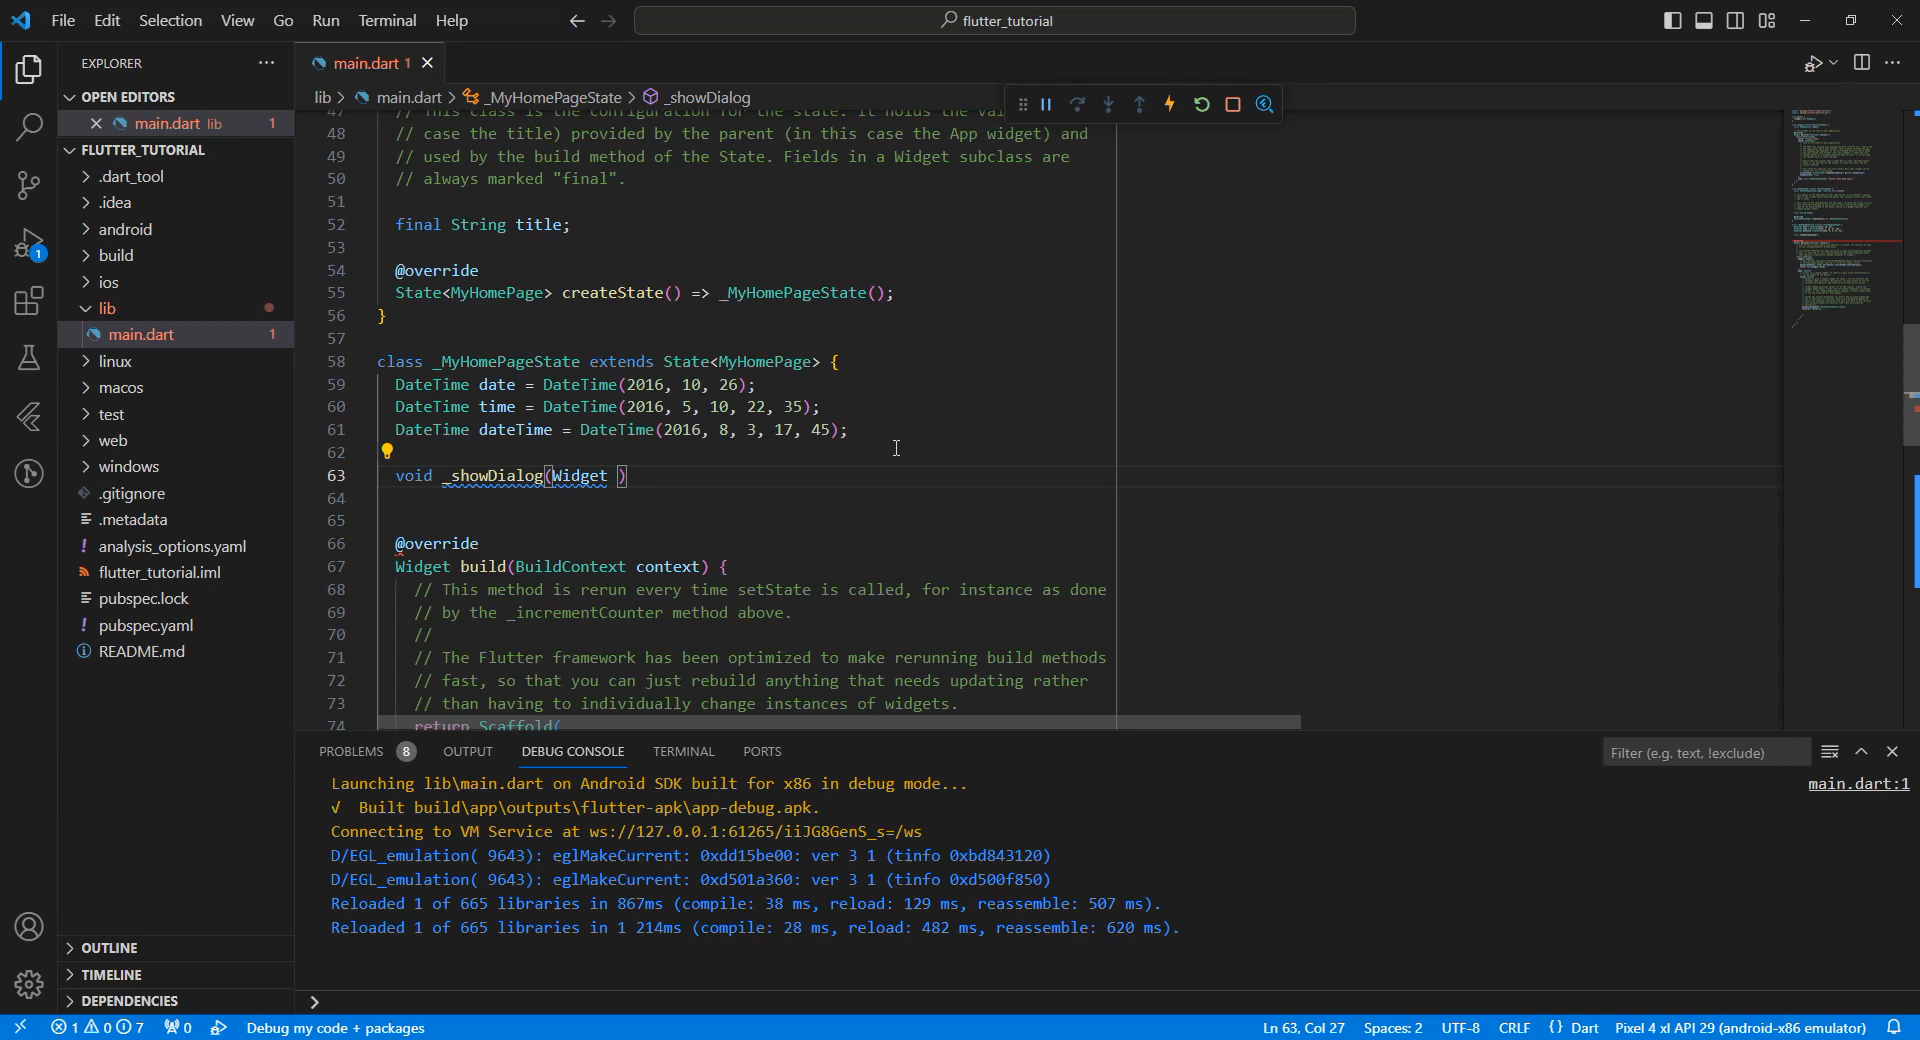 File Edit Selection View Go Run Terminal Help
flutter_tutorial
EXPLORER
OPEN EDITORS
main.dart lib 1
FLUTTER_TUTORIAL
.dart_tool
.idea
android
build
ios
lib
main.dart 1
linux
macos
test
web
windows
.gitignore
.metadata
analysis_options.yaml
flutter_tutorial.iml
pubspec.lock
pubspec.yaml
README.md
OUTLINE
TIMELINE
DEPENDENCIES
1
main.dart 1
lib > main.dart > _MyHomePageState > _showDialog
47 // This class is the configuration for the state. It holds the
48 // case the title) provided by the parent (in this case the App widget) and
49 // used by the build method of the State. Fields in a Widget subclass are
50 // always marked "final".
51
52 final String title;
53
54 @override
55 State<MyHomePage> createState() => _MyHomePageState();
56 }
57
58 class _MyHomePageState extends State<MyHomePage> {
59 DateTime date = DateTime(2016, 10, 26);
60 DateTime time = DateTime(2016, 5, 10, 22, 35);
61 DateTime dateTime = DateTime(2016, 8, 3, 17, 45);
62
63 void _showDialog(Widget )
64
65
66 @override
67 Widget build(BuildContext context) {
68 // This method is rerun every time setState is called, for instance as done
69 // by the _incrementCounter method above.
70 //
71 // The Flutter framework has been optimized to make rerunning build methods
72 // fast, so that you can just rebuild anything that needs updating rather
73 // than having to individually change instances of widgets.
74 return Scaffold(
PROBLEMS 8 OUTPUT DEBUG CONSOLE TERMINAL PORTS
Filter (e.g. text, !exclude)
Launching lib\main.dart on Android SDK built for x86 in debug mode...
main.dart:1
√ Built build\app\outputs\flutter-apk\app-debug.apk.
Connecting to VM Service at ws://127.0.0.1:61265/iiJG8GenS_s=/ws
D/EGL_emulation( 9643): eglMakeCurrent: 0xdd15be00: ver 3 1 (tinfo 0xbd843120)
D/EGL_emulation( 9643): eglMakeCurrent: 0xd501a360: ver 3 1 (tinfo 0xd500f850)
Reloaded 1 of 665 libraries in 867ms (compile: 38 ms, reload: 129 ms, reassemble: 507 ms).
Reloaded 1 of 665 libraries in 1 214ms (compile: 28 ms, reload: 482 ms, reassemble: 620 ms).
1 0 7 0 Debug my code + packages
Ln 63, Col 27 Spaces: 2 UTF-8 CRLF {} Dart Pixel 4 xl API 29 (android-x86 emulator)